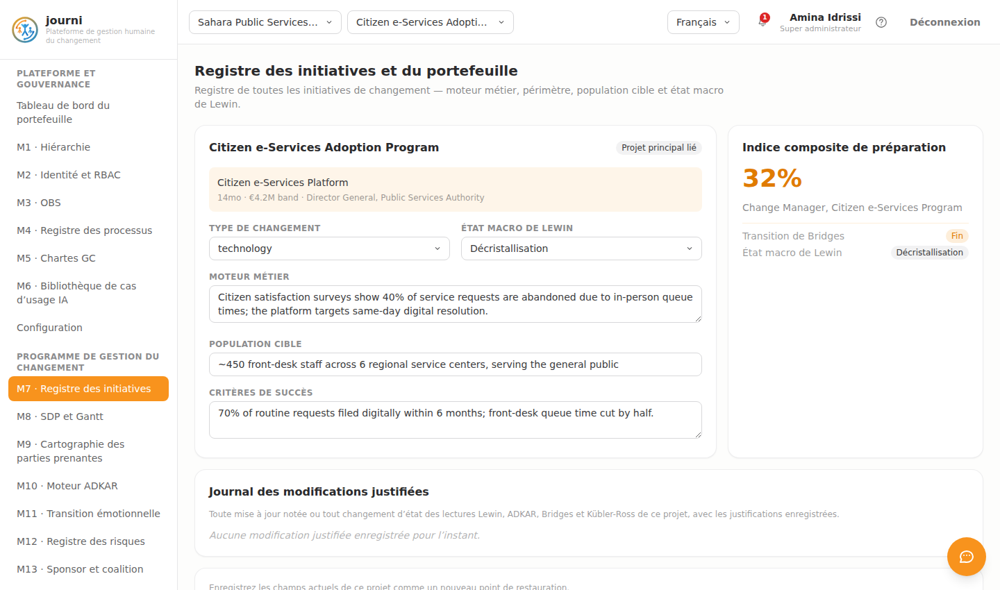 journi
Plateforme de gestion humaine
du changement
PLATEFORME ET
GOUVERNANCE
Tableau de bord du
portefeuille
M1 · Hiérarchie
M2 · Identité et RBAC
M3 · OBS
M4 · Registre des processus
M5 · Chartes GC
M6 · Bibliothèque de cas
d’usage IA
Configuration
PROGRAMME DE GESTION DU
CHANGEMENT
M7 · Registre des initiatives
M8 · SDP et Gantt
M9 · Cartographie des
parties prenantes
M10 · Moteur ADKAR
M11 · Transition émotionnelle
M12 · Registre des risques
M13 · Sponsor et coalition
Sahara Public Services...
Citizen e-Services Adopti...
Français
1
Amina Idrissi
Super administrateur
Déconnexion
Registre des initiatives et du portefeuille
Registre de toutes les initiatives de changement — moteur métier, périmètre, population cible et état macro
de Lewin.
Citizen e-Services Adoption Program
Projet principal lié
Citizen e-Services Platform
14mo · €4.2M band · Director General, Public Services Authority
TYPE DE CHANGEMENT
ÉTAT MACRO DE LEWIN
technology
Décristallisation
MOTEUR MÉTIER
Citizen satisfaction surveys show 40% of service requests are abandoned due to in-person queue
times; the platform targets same-day digital resolution.
POPULATION CIBLE
~450 front-desk staff across 6 regional service centers, serving the general public
CRITÈRES DE SUCCÈS
70% of routine requests filed digitally within 6 months; front-desk queue time cut by half.
Indice composite de préparation
32%
Change Manager, Citizen e-Services Program
Transition de Bridges
Fin
État macro de Lewin
Décristallisation
Journal des modifications justifiées
Toute mise à jour notée ou tout changement d’état des lectures Lewin, ADKAR, Bridges et Kübler-Ross de ce projet, avec les justifications enregistrées.
Aucune modification justifiée enregistrée pour l’instant.
Enregistrez les champs actuels de ce projet comme un nouveau point de restauration.